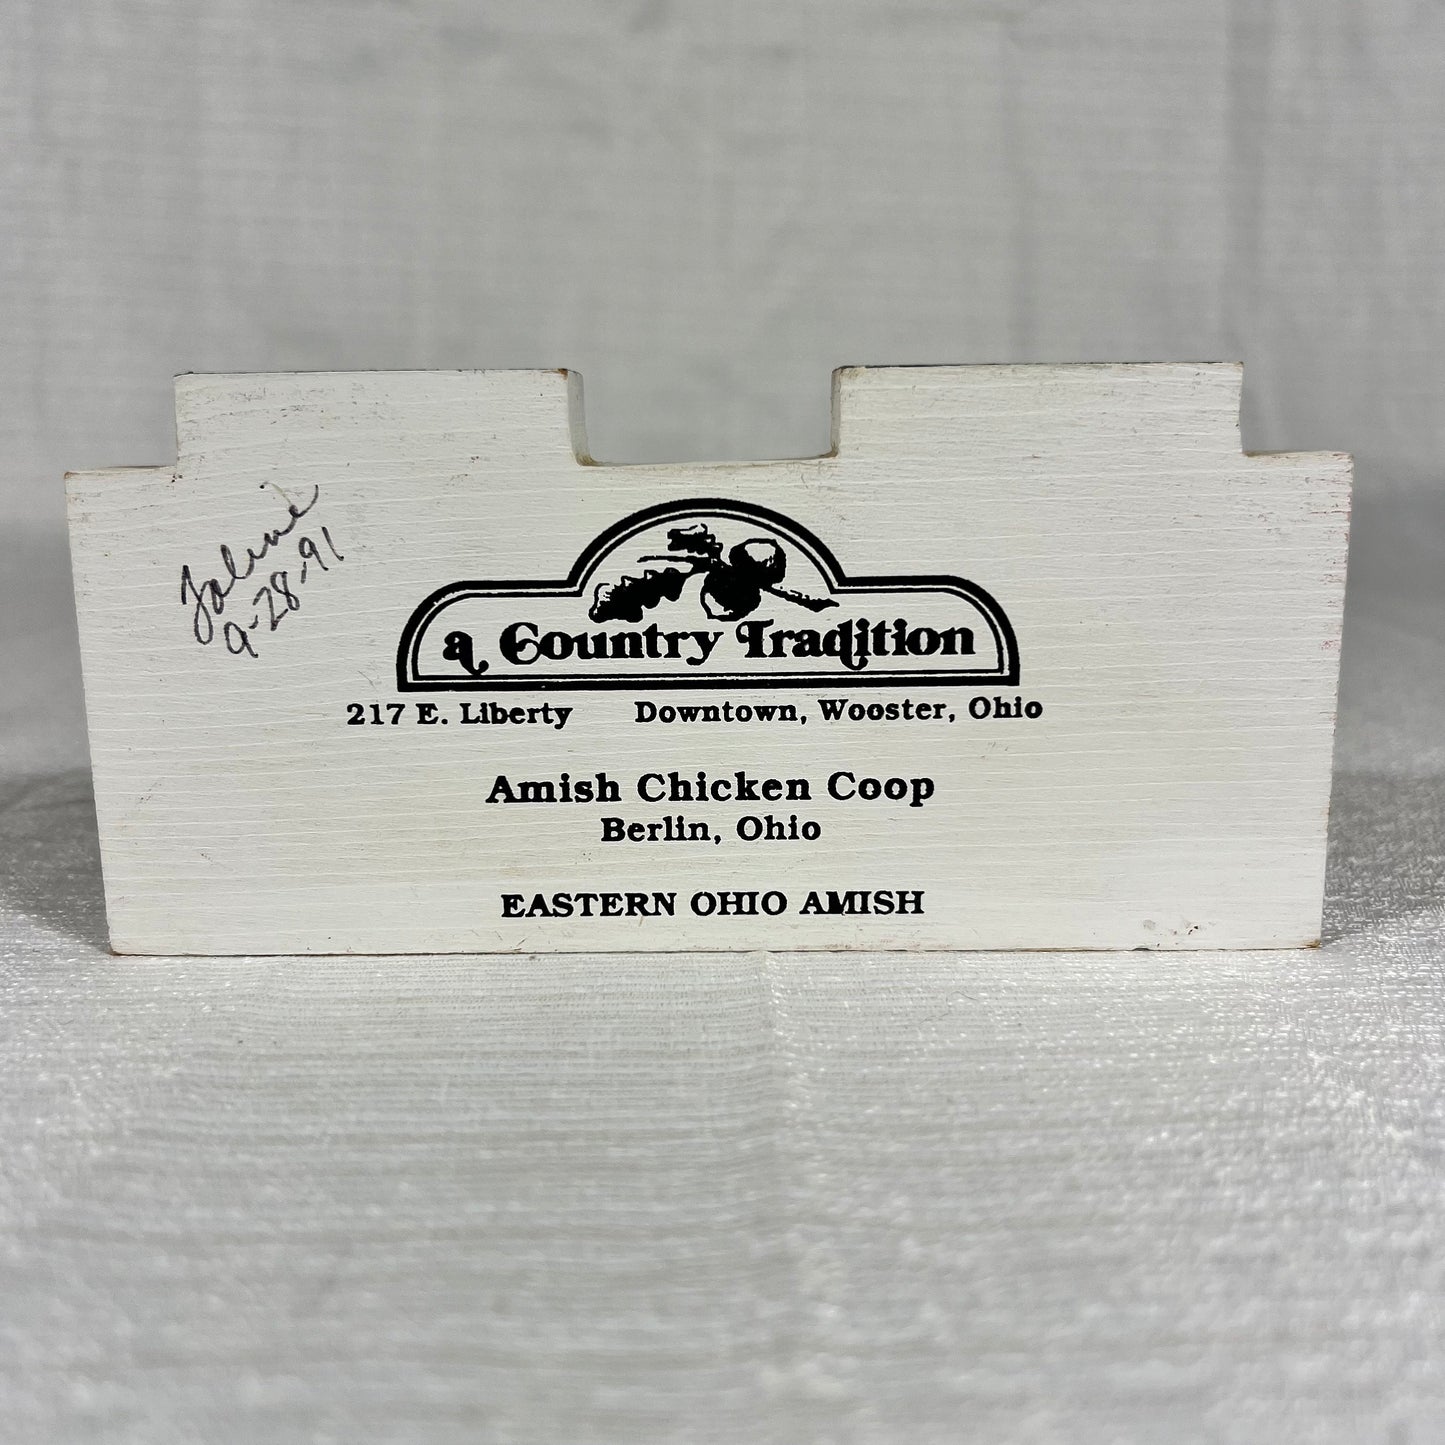 9-28-91
a Country Tradition
217 E. Liberty Downtown, Wooster, Ohio
Amish Chicken Coop
Berlin, Ohio
EASTERN OHIO AMISH